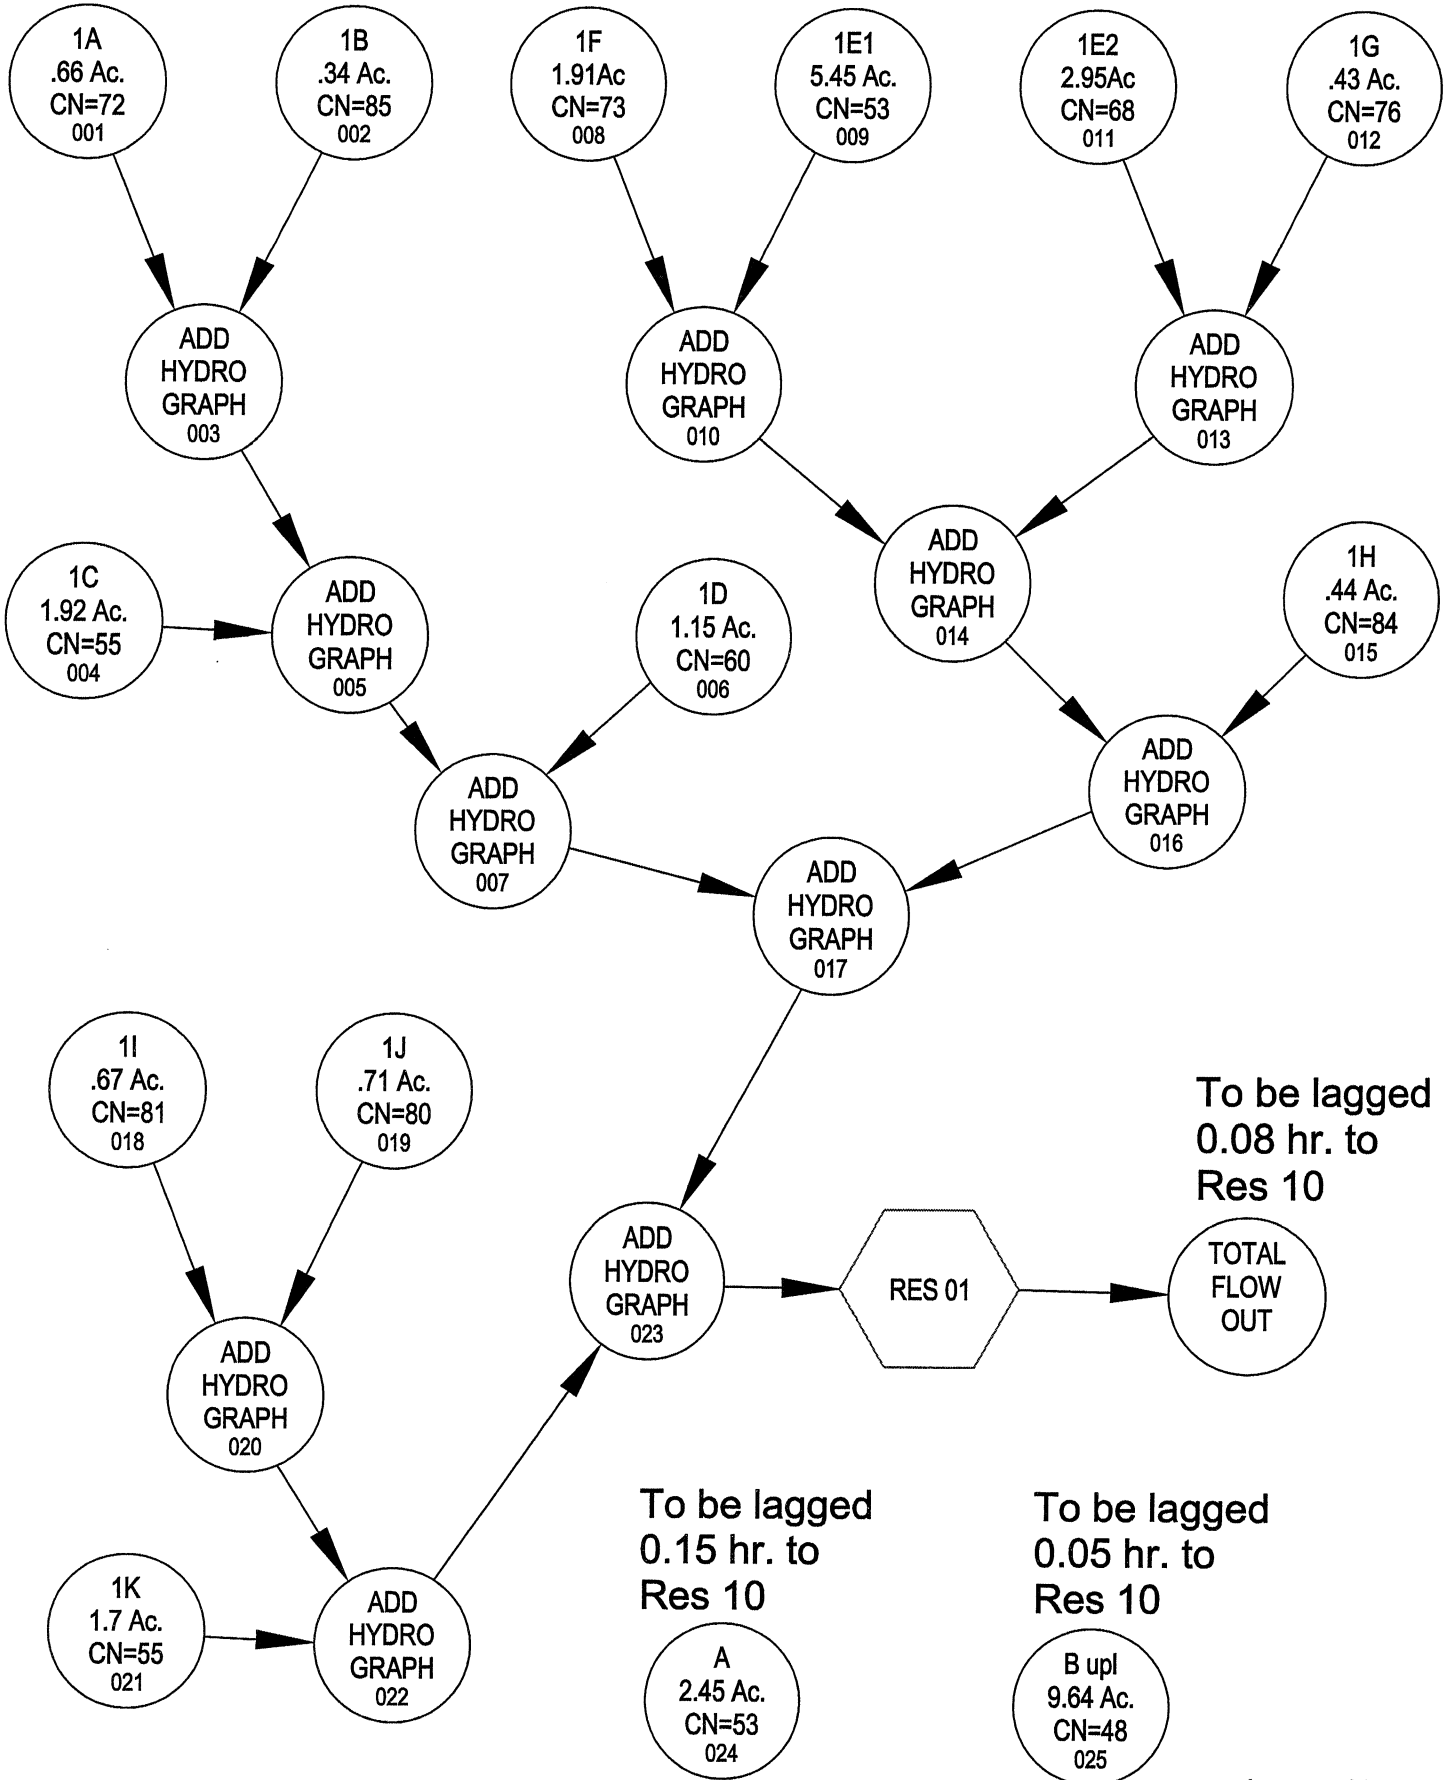 1A
.66 Ac.
CN=72
001
1B
.34 Ac.
CN=85
002
1F
1.91Ac
CN=73
008
1E1
5.45 Ac.
CN=53
009
1E2
2.95Ac
CN=68
011
1G
.43 Ac.
CN=76
012
ADD
HYDRO
GRAPH
003
ADD
HYDRO
GRAPH
010
ADD
HYDRO
GRAPH
013
1C
1.92 Ac.
CN=55
004
ADD
HYDRO
GRAPH
005
1D
1.15 Ac.
CN=60
006
ADD
HYDRO
GRAPH
014
1H
.44 Ac.
CN=84
015
ADD
HYDRO
GRAPH
007
ADD
HYDRO
GRAPH
016
ADD
HYDRO
GRAPH
017
1I
.67 Ac.
CN=81
018
1J
.71 Ac.
CN=80
019
To be lagged
0.08 hr. to
Res 10
ADD
HYDRO
GRAPH
023
RES 01
TOTAL
FLOW
OUT
ADD
HYDRO
GRAPH
020
1K
1.7 Ac.
CN=55
021
ADD
HYDRO
GRAPH
022
To be lagged
0.15 hr. to
Res 10
A
2.45 Ac.
CN=53
024
To be lagged
0.05 hr. to
Res 10
B upl
9.64 Ac.
CN=48
025